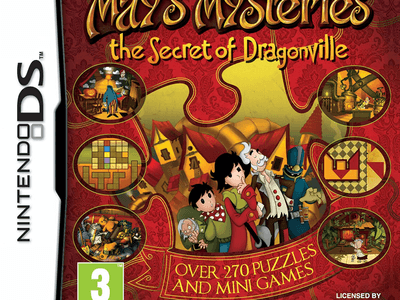 May's Mysteries
the Secret of Dragonville
NINTENDO DS
OVER 270 PUZZLES
AND MINI GAMES
3
LICENSED BY